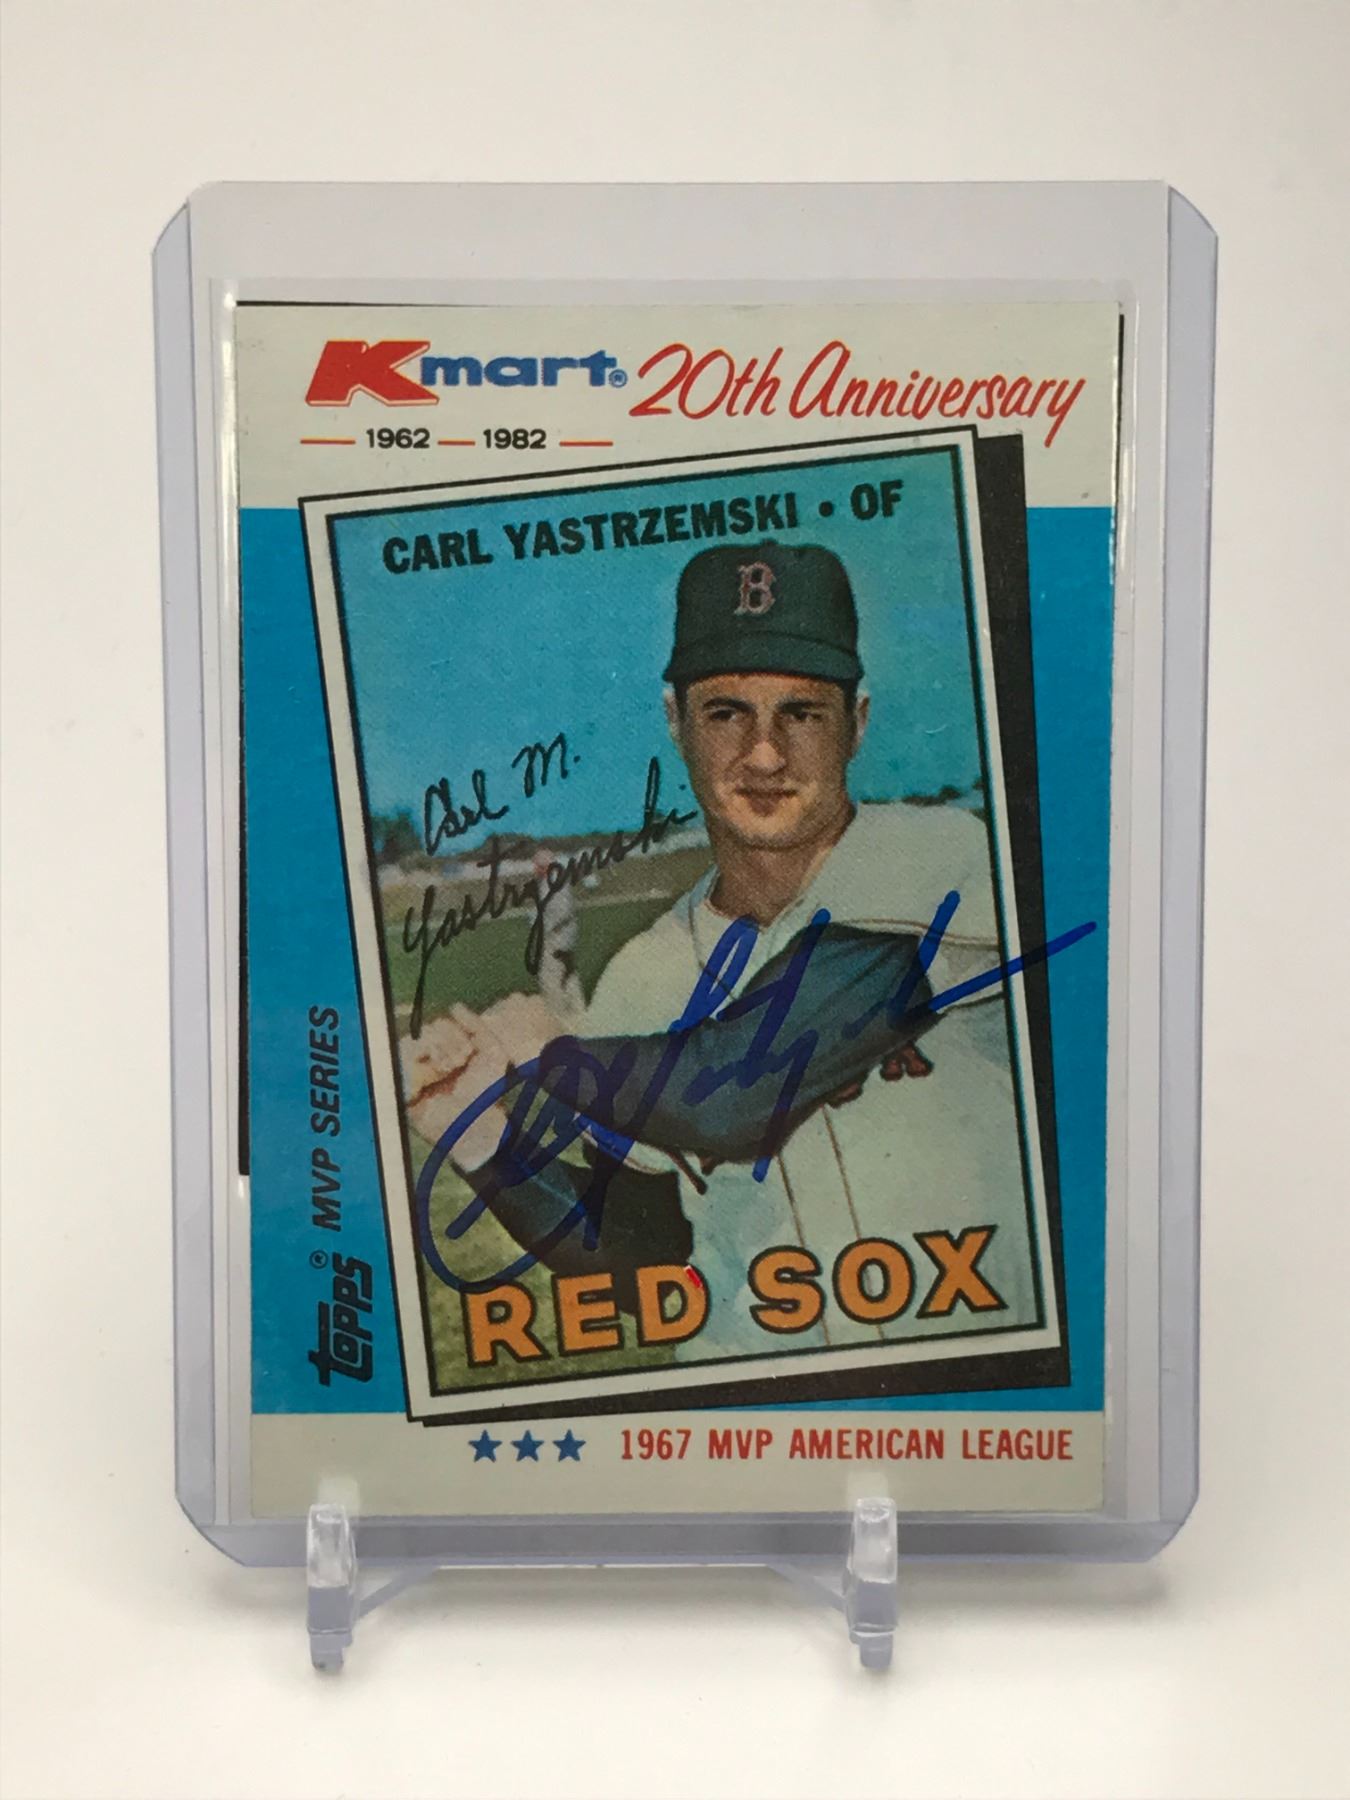 Kmart® 20th Anniversary
1962 — 1982
CARL YASTRZEMSKI • OF
B
Carl M.
Yastrzemski
RED SOX
Topps® MVP SERIES
★★★ 1967 MVP AMERICAN LEAGUE